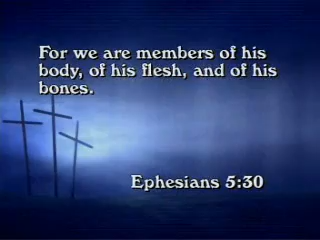 For we are members of his
body, of his flesh, and of his
bones.
Ephesians 5:30